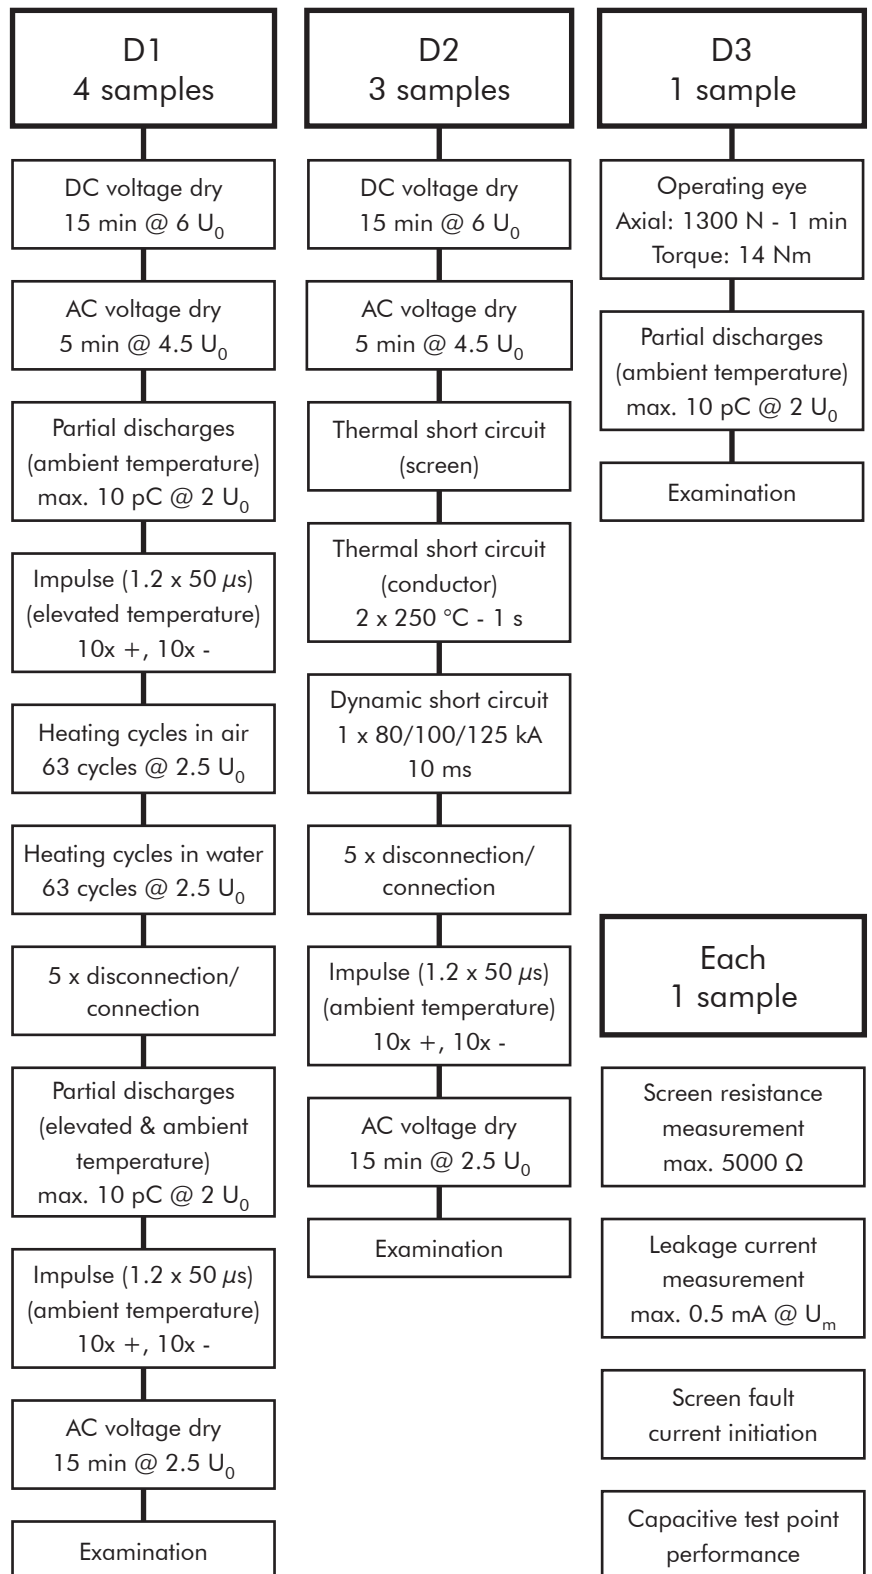 D1
4 samples
DC voltage dry
15 min @ 6 U₀
AC voltage dry
5 min @ 4.5 U₀
Partial discharges
(ambient temperature)
max. 10 pC @ 2 U₀
Impulse (1.2 x 50 µs)
(elevated temperature)
10x +, 10x -
Heating cycles in air
63 cycles @ 2.5 U₀
Heating cycles in water
63 cycles @ 2.5 U₀
5 x disconnection/
connection
Partial discharges
(elevated & ambient
temperature)
max. 10 pC @ 2 U₀
Impulse (1.2 x 50 µs)
(ambient temperature)
10x +, 10x -
AC voltage dry
15 min @ 2.5 U₀
Examination
D2
3 samples
DC voltage dry
15 min @ 6 U₀
AC voltage dry
5 min @ 4.5 U₀
Thermal short circuit
(screen)
Thermal short circuit
(conductor)
2 x 250 °C - 1 s
Dynamic short circuit
1 x 80/100/125 kA
10 ms
5 x disconnection/
connection
Impulse (1.2 x 50 µs)
(ambient temperature)
10x +, 10x -
AC voltage dry
15 min @ 2.5 U₀
Examination
D3
1 sample
Operating eye
Axial: 1300 N - 1 min
Torque: 14 Nm
Partial discharges
(ambient temperature)
max. 10 pC @ 2 U₀
Examination
Each
1 sample
Screen resistance
measurement
max. 5000 Ω
Leakage current
measurement
max. 0.5 mA @ Uₘ
Screen fault
current initiation
Capacitive test point
performance